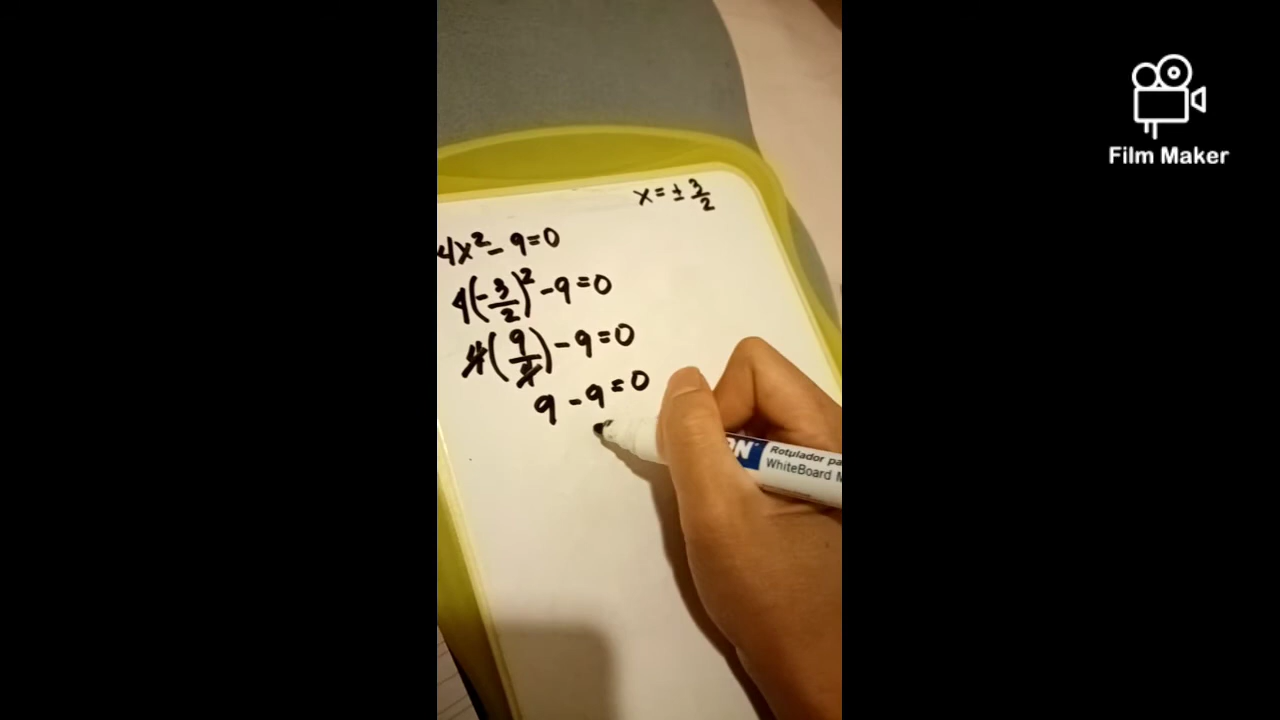 Film Maker
x = ± 3/2
4x² - 9 = 0
4(-3/2)² - 9 = 0
4(9/4) - 9 = 0
9 - 9 = 0
Rotulador pa
WhiteBoard M